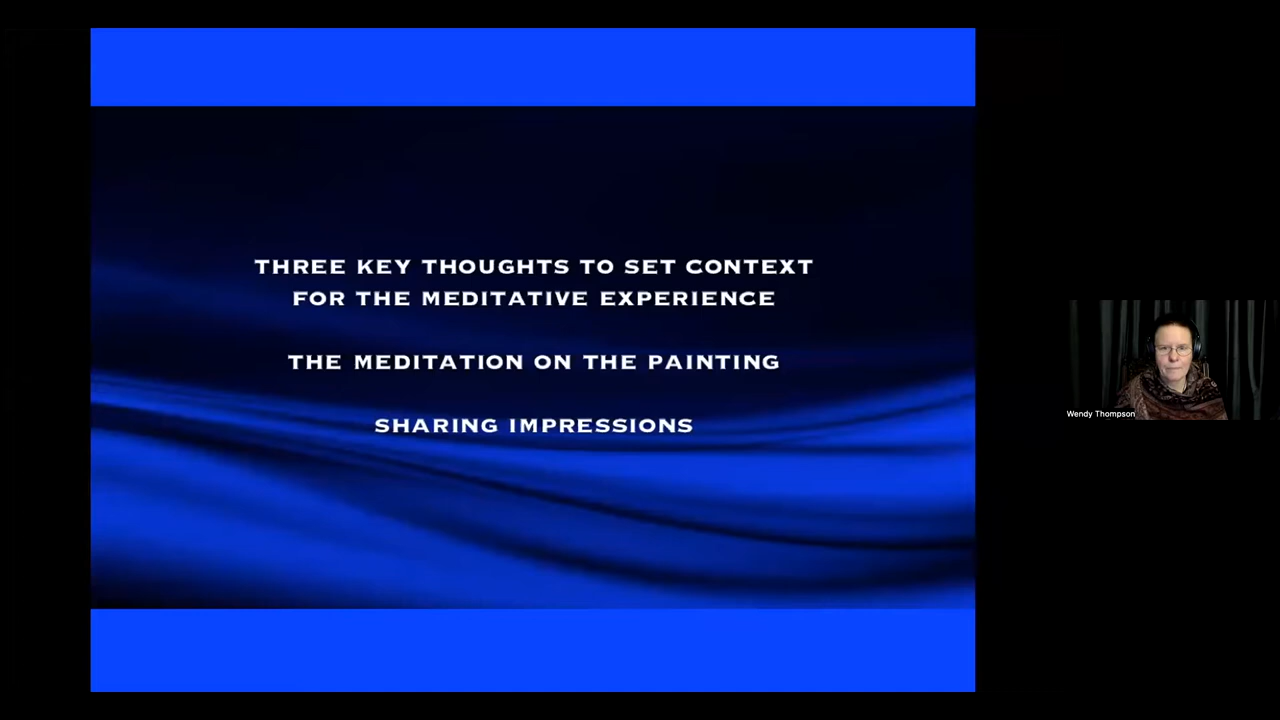 THREE KEY THOUGHTS TO SET CONTEXT
FOR THE MEDITATIVE EXPERIENCE
THE MEDITATION ON THE PAINTING
SHARING IMPRESSIONS
Wendy Thompson